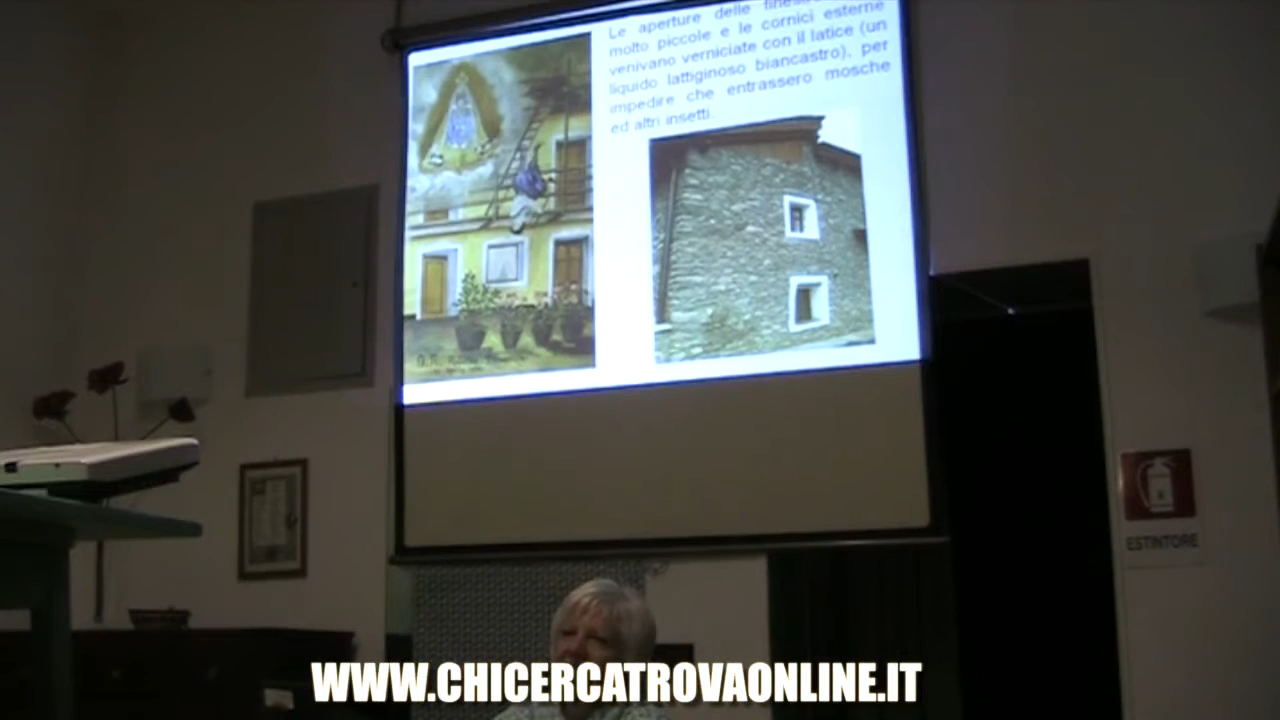 Le aperture delle
molto piccole e le cornici esterne
venivano verniciate con il latice (un
liquido lattiginoso biancastro), per
impedire che entrassero mosche
ed altri insetti.
ESTINTORE
WWW.CHICERCATROVAONLINE.IT